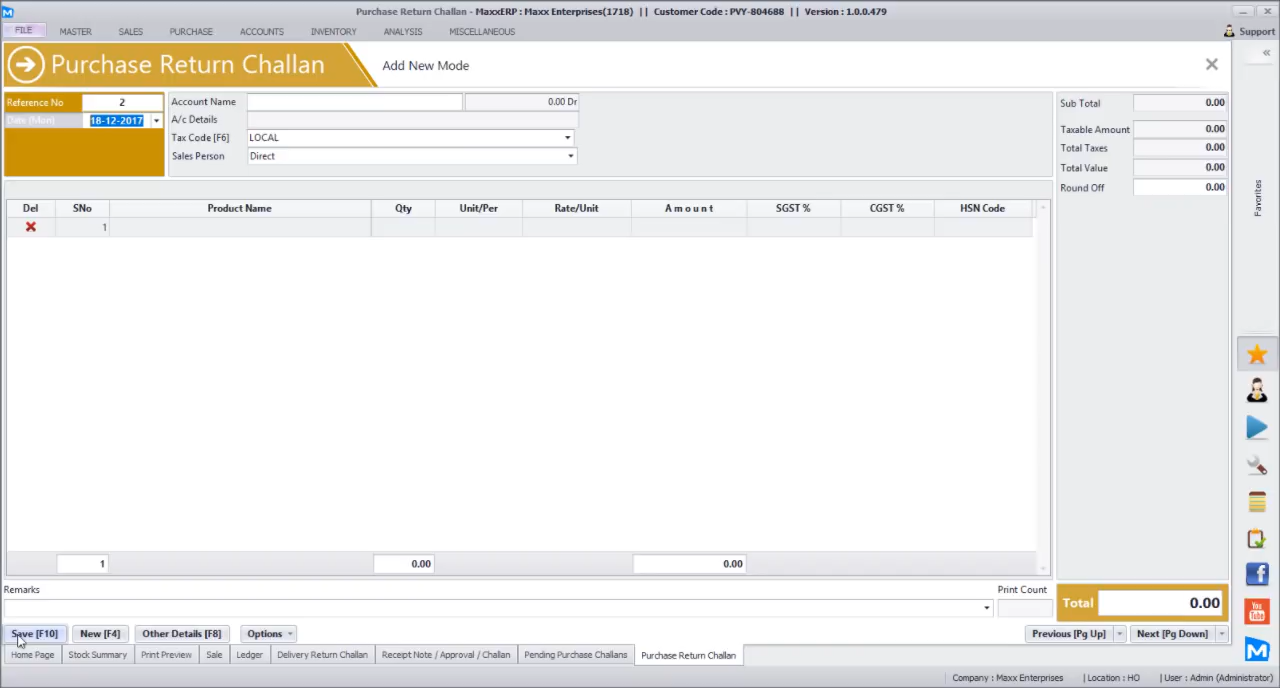 Purchase Return Challan - MaxxERP : Maxx Enterprises(1718) || Customer Code : PVY-804688 || Version : 1.0.0.479
FILE MASTER SALES PURCHASE ACCOUNTS INVENTORY ANALYSIS MISCELLANEOUS Support
Purchase Return Challan Add New Mode
Reference No 2 Account Name 0.00 Dr Sub Total 0.00
Date (Mon) 18-12-2017 A/c Details
Taxable Amount 0.00
Tax Code [F6] LOCAL
Total Taxes 0.00
Sales Person Direct
Total Value 0.00
Round Off 0.00
Favorites
Del SNo Product Name Qty Unit/Per Rate/Unit A m o u n t SGST % CGST % HSN Code
1
1 0.00 0.00
Remarks Print Count
Total 0.00
Save [F10] New [F4] Other Details [F8] Options Previous [Pg Up] Next [Pg Down]
Home Page Stock Summary Print Preview Sale Ledger Delivery Return Challan Receipt Note / Approval / Challan Pending Purchase Challans Purchase Return Challan
Company : Maxx Enterprises | Location : HO | User : Admin (Administrator)
You
Tube